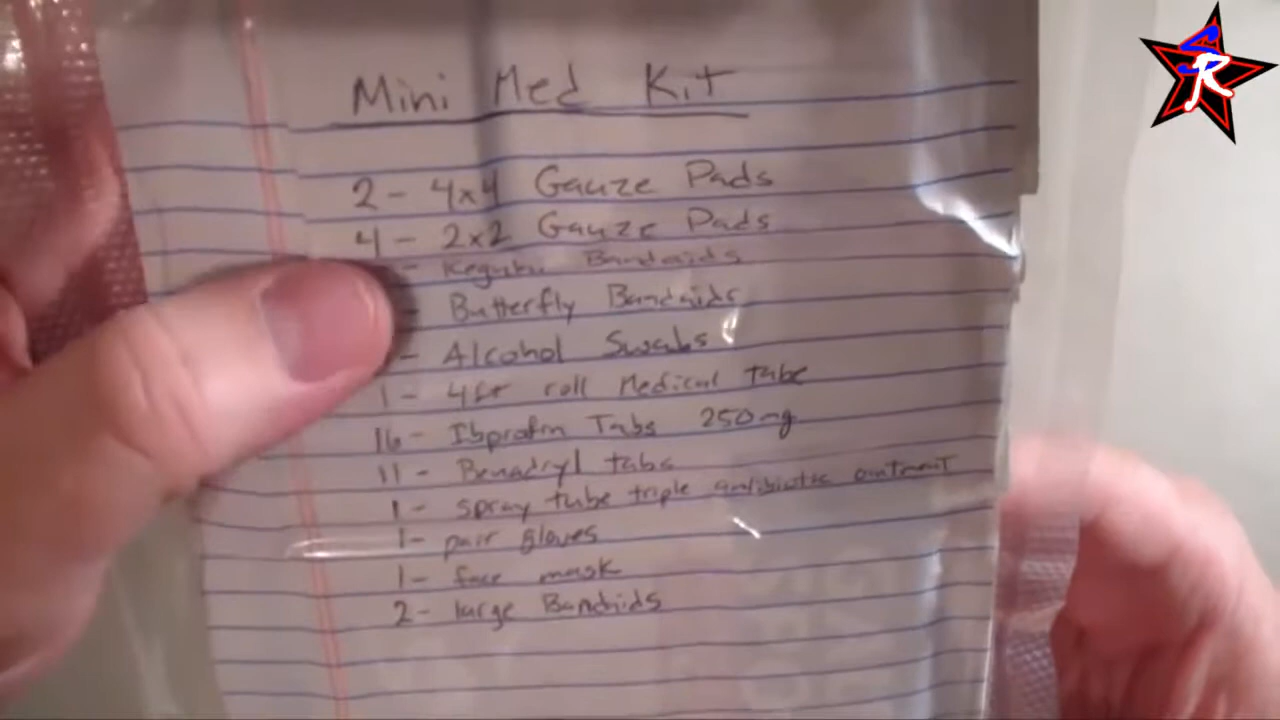 Mini Med Kit
2 - 4x4 Gauze Pads
4 - 2x2 Gauze Pads
- Regular Bandaids
- Butterfly Bandaids
- Alcohol Swabs
1 - 4ft roll Medical tube
16 - Ibprofin Tabs 250mg
11 - Benadryl tabs
1 - spray tube triple antibiotic ointment
1 - pair gloves
1 - face mask
2 - large Bandaids
SR